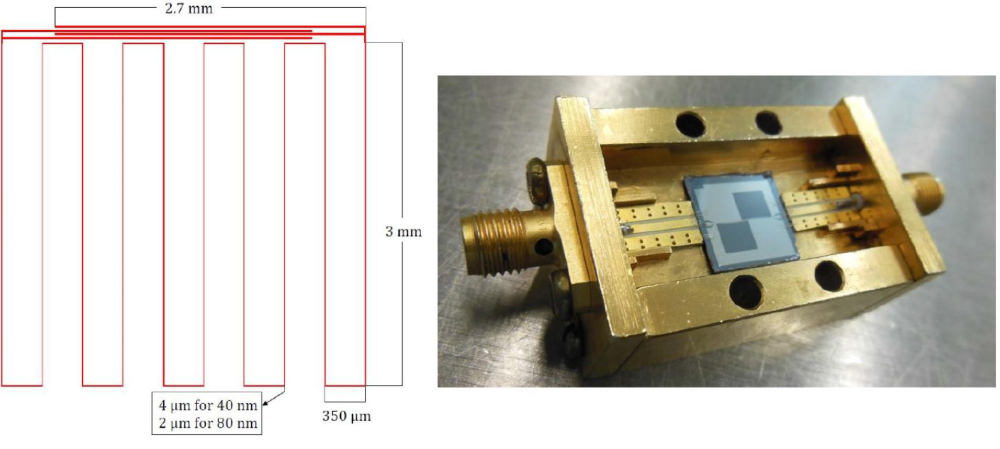 2.7 mm
3 mm
4 μm for 40 nm
2 μm for 80 nm
350 μm